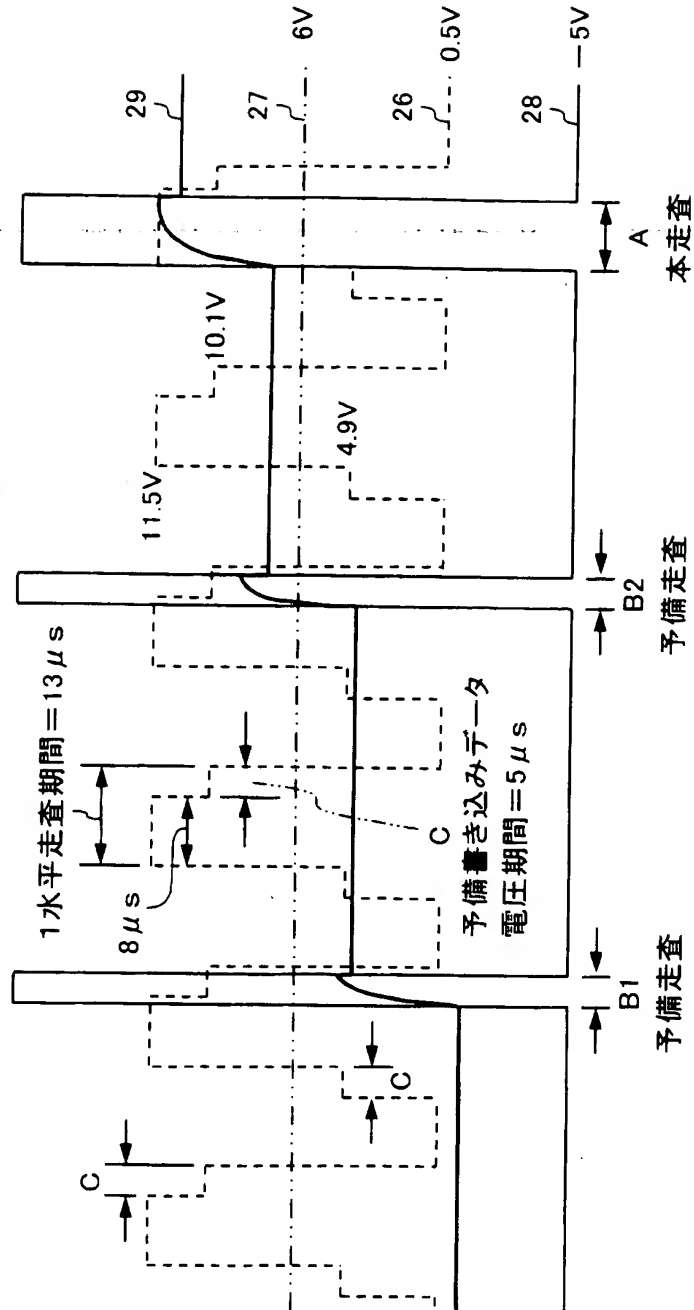 1水平走査期間=13μs
8μs
11.5V
10.1V
4.9V
29
27
26
28
6V
0.5V
−5V
C
C
C
予備書き込みデータ
電圧期間=5μs
B1
予備走査
B2
予備走査
A
本走査